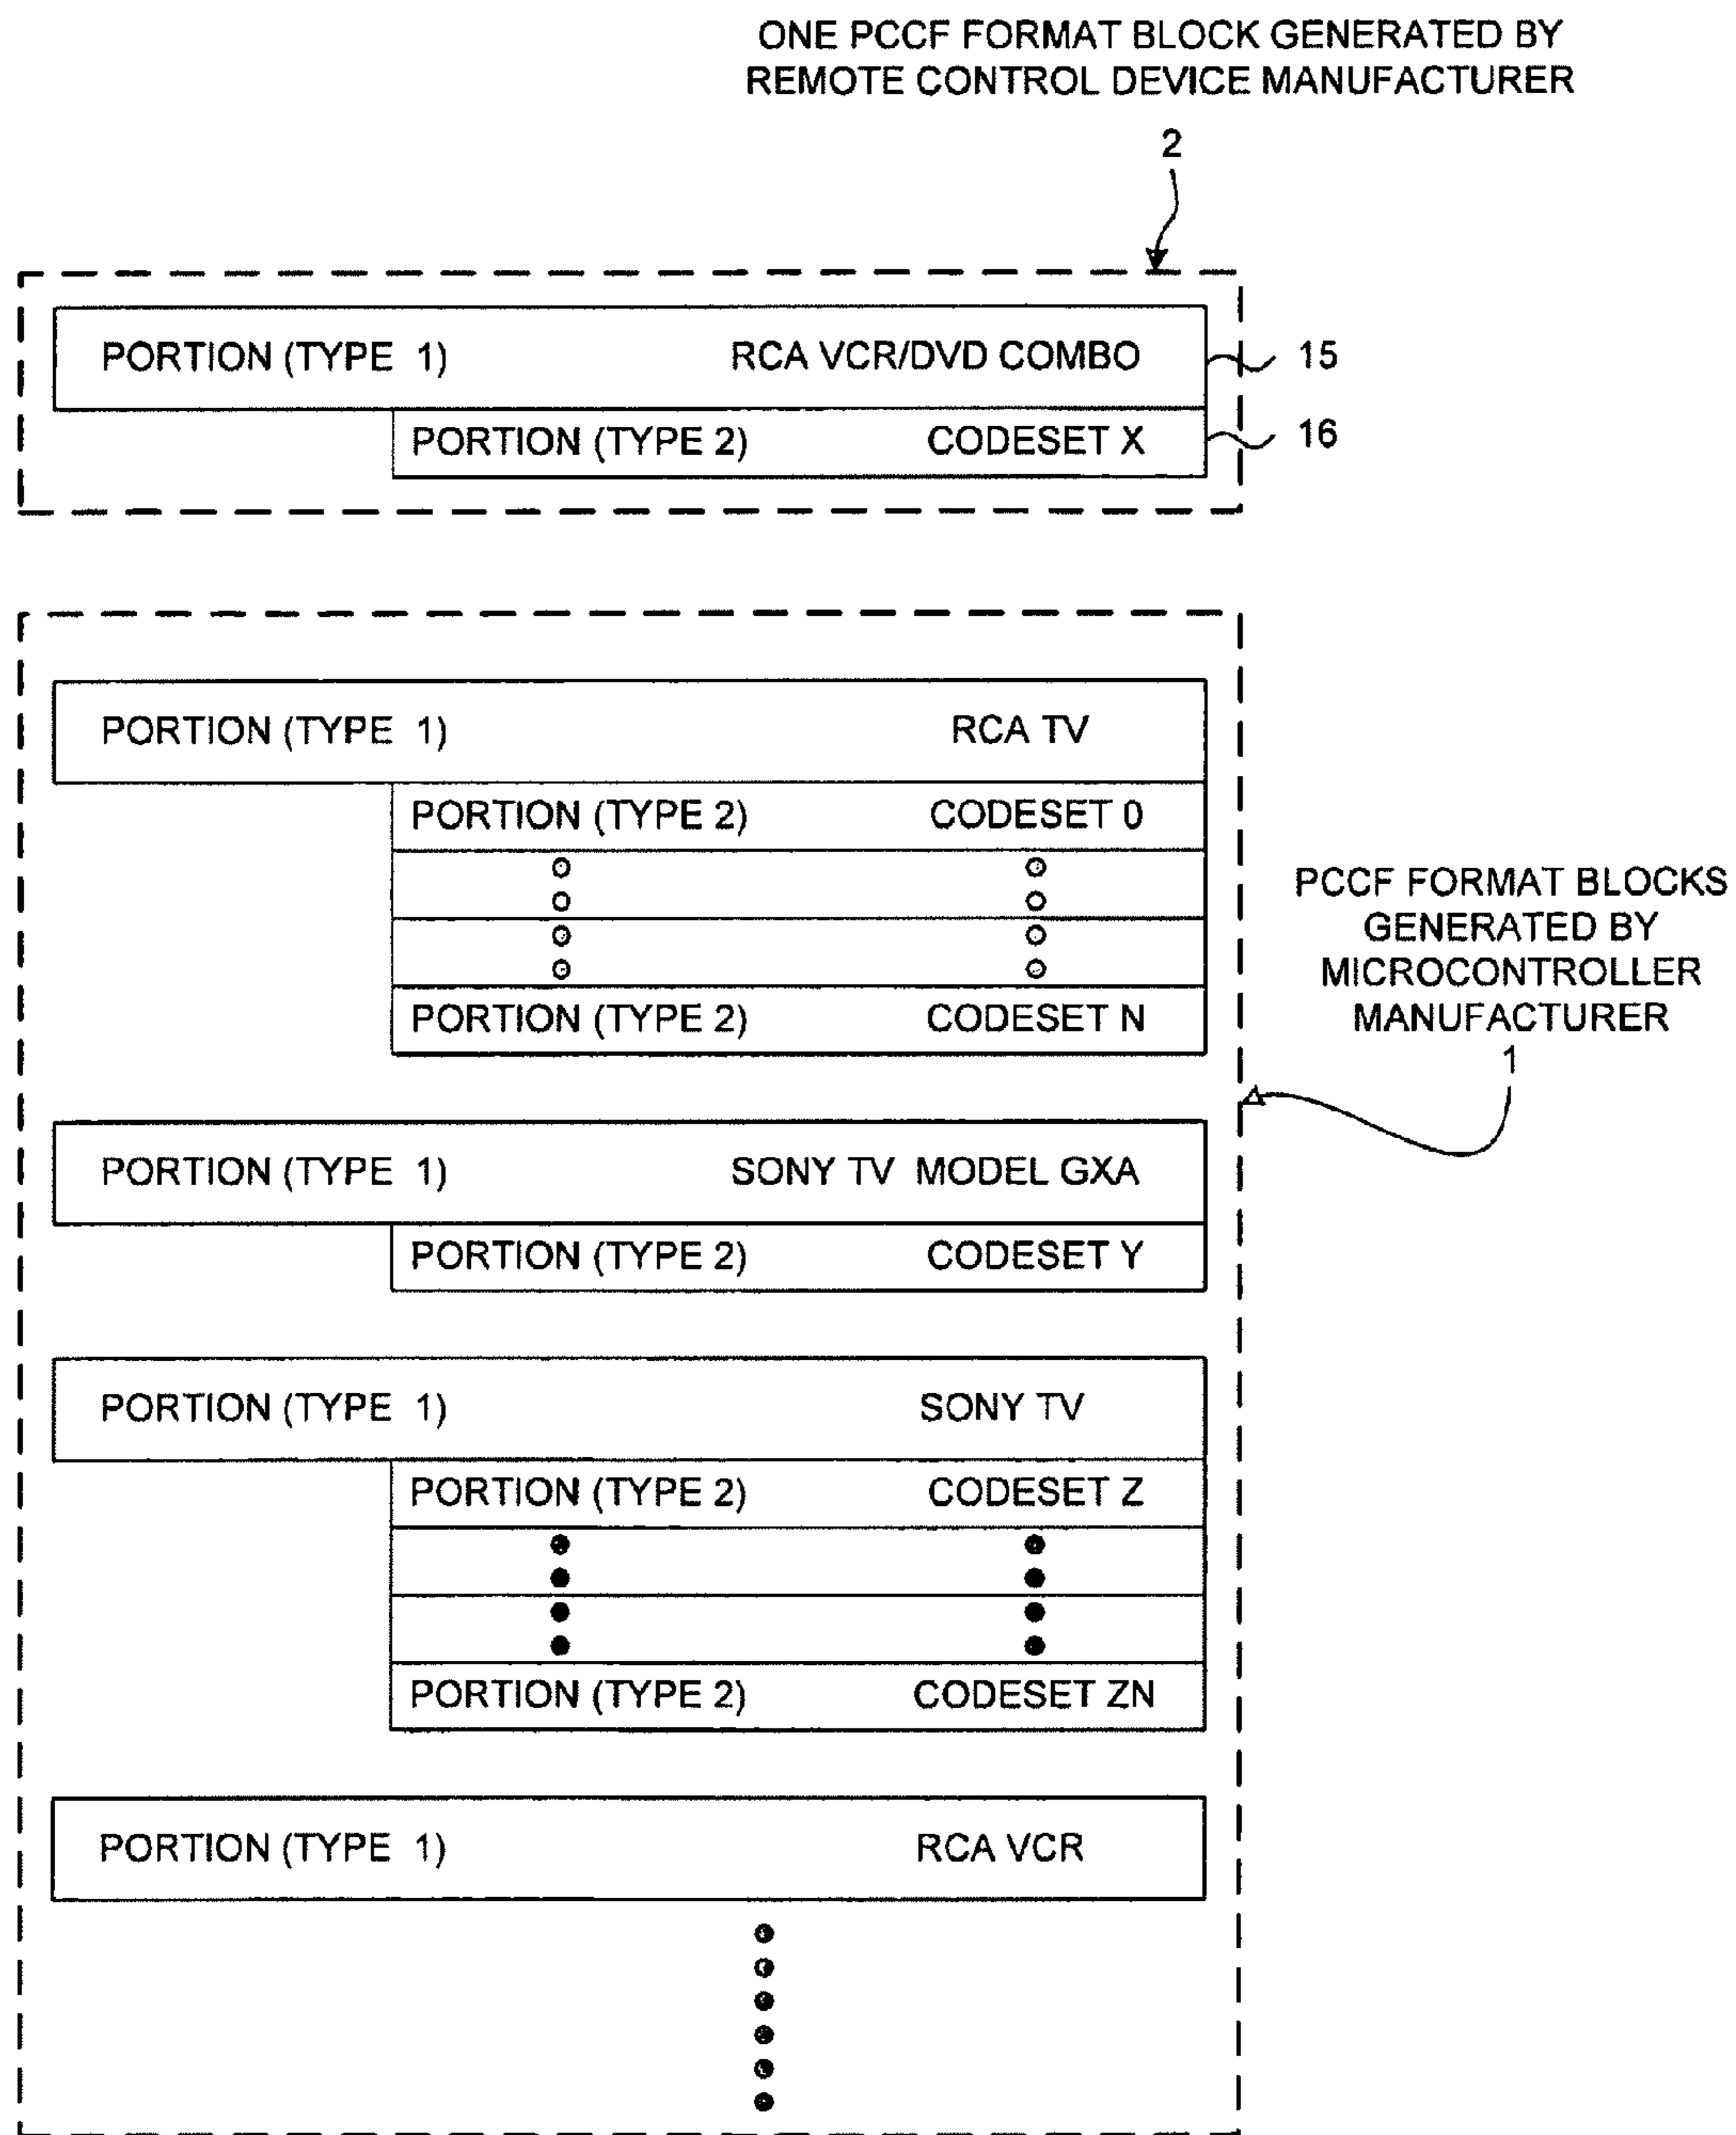 ONE PCCF FORMAT BLOCK GENERATED BY
REMOTE CONTROL DEVICE MANUFACTURER
2
PORTION (TYPE 1) RCA VCR/DVD COMBO 15
PORTION (TYPE 2) CODESET X 16
PORTION (TYPE 1) RCA TV
PORTION (TYPE 2) CODESET 0
PORTION (TYPE 2) CODESET N
PCCF FORMAT BLOCKS
GENERATED BY
MICROCONTROLLER
MANUFACTURER
1
PORTION (TYPE 1) SONY TV MODEL GXA
PORTION (TYPE 2) CODESET Y
PORTION (TYPE 1) SONY TV
PORTION (TYPE 2) CODESET Z
PORTION (TYPE 2) CODESET ZN
PORTION (TYPE 1) RCA VCR